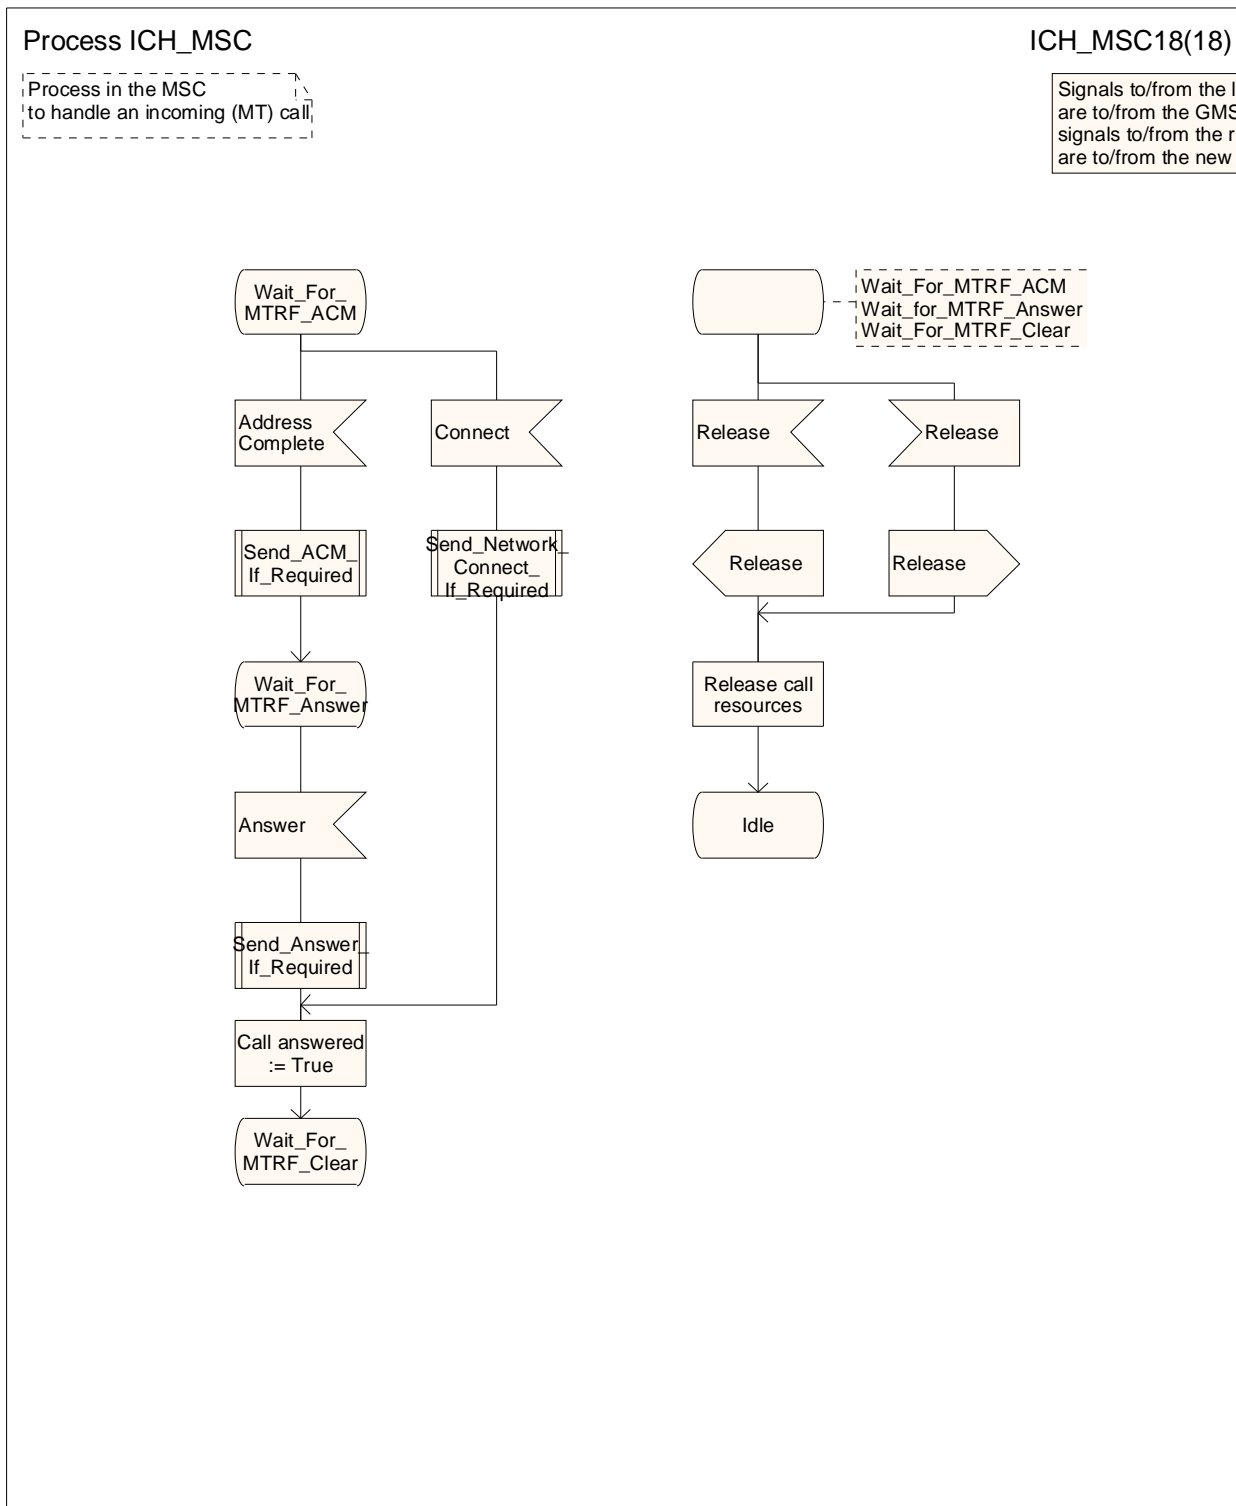 Process ICH_MSC
ICH_MSC18(18)
Process in the MSC
to handle an incoming (MT) call
Signals to/from the
are to/from the
signals to/from the
are to/from the new
Wait_For_
MTRF_ACM
Wait_For_MTRF_ACM
Wait_for_MTRF_Answer
Wait_For_MTRF_Clear
Address
Complete
Connect
Release
Release
Send_ACM_
If_Required
Send_Network_
Connect_
If_Required
Release
Release
Wait_For_
MTRF_Answer
Release call
resources
Answer
Idle
Send_Answer_
If_Required
Call answered
:= True
Wait_For_
MTRF_Clear